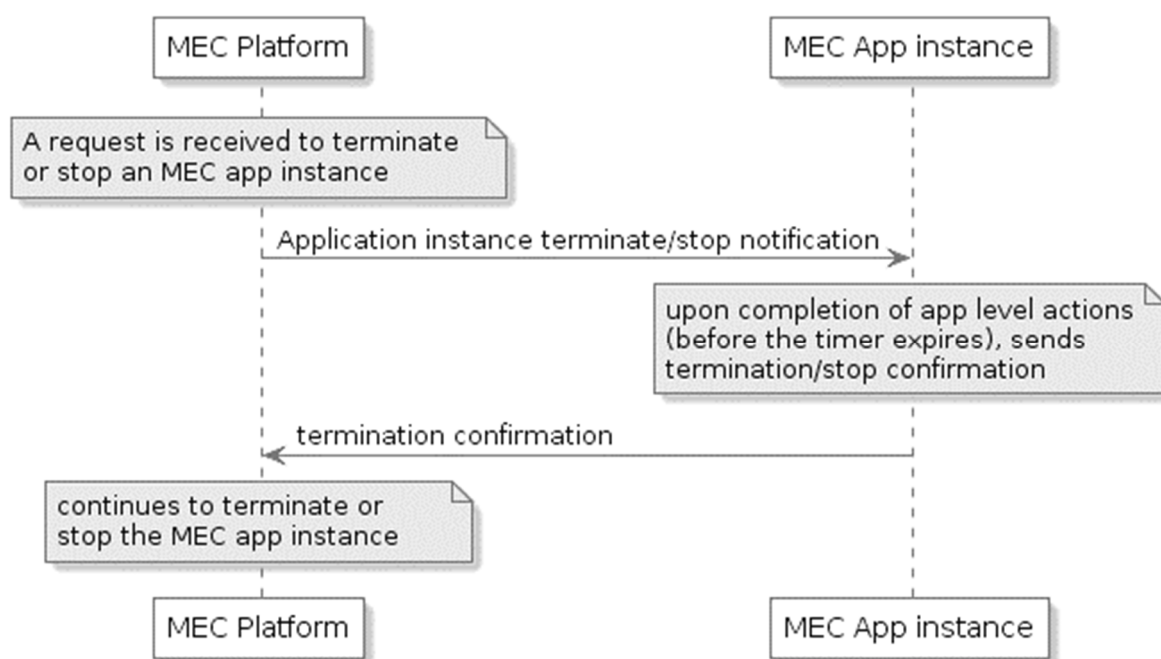 MEC Platform
MEC App instance
A request is received to terminate
or stop an MEC app instance
Application instance terminate/stop notification
upon completion of app level actions
(before the timer expires), sends
termination/stop confirmation
termination confirmation
continues to terminate or
stop the MEC app instance
MEC Platform
MEC App instance